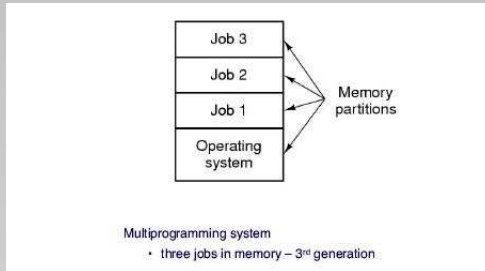 Job 3
Job 2
Job 1
Operating
system
Memory
partitions
Multiprogramming system
• three jobs in memory – 3rd generation